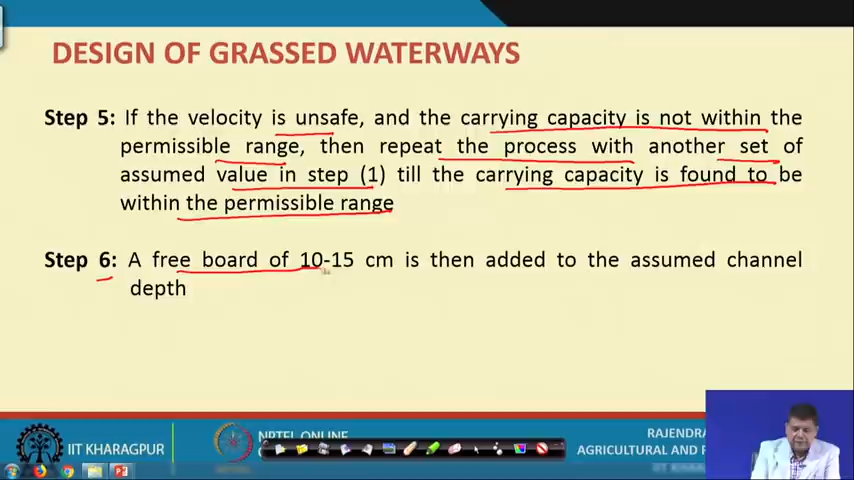 DESIGN OF GRASSED WATERWAYS
Step 5: If the velocity is unsafe, and the carrying capacity is not within the
permissible range, then repeat the process with another set of
assumed value in step (1) till the carrying capacity is found to be
within the permissible range
Step 6: A free board of 10-15 cm is then added to the assumed channel
depth
IIT KHARAGPUR
NPTEL ONLINE
AGRICULTURAL AND